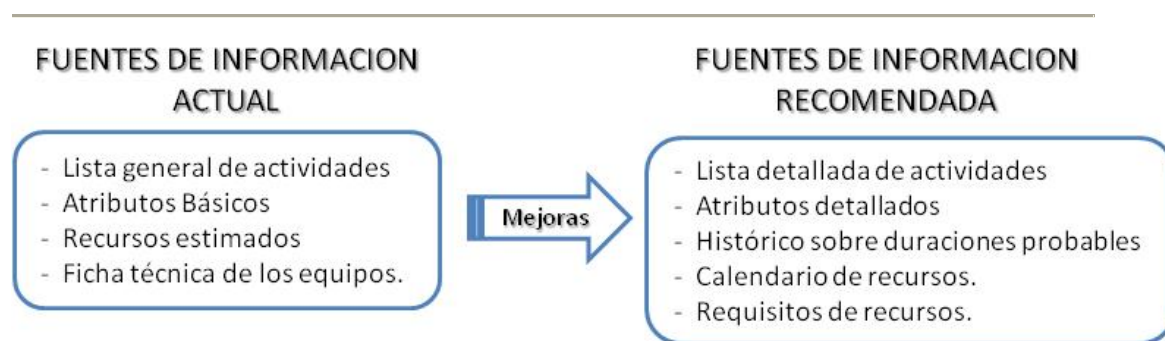 FUENTES DE INFORMACION
ACTUAL
- Lista general de actividades
- Atributos Básicos
- Recursos estimados
- Ficha técnica de los equipos.
Mejoras
FUENTES DE INFORMACION
RECOMENDADA
- Lista detallada de actividades
- Atributos detallados
- Histórico sobre duraciones probables
- Calendario de recursos.
- Requisitos de recursos.